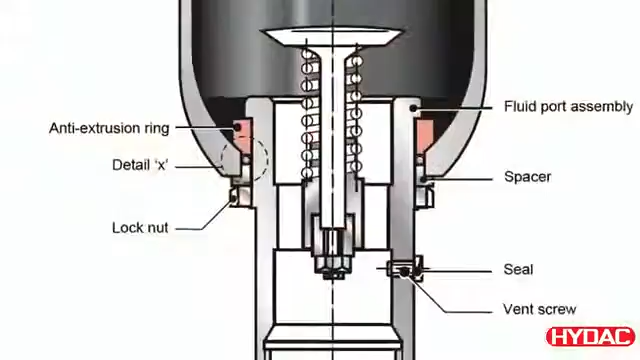 Fluid port assembly
Anti-extrusion ring
Detail 'x'
Spacer
Lock nut
Seal
Vent screw
HYDAC